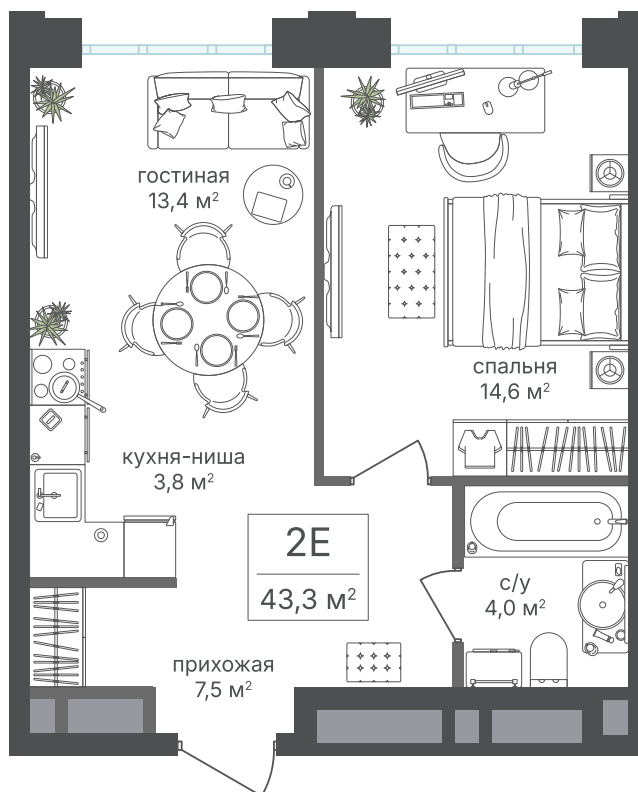 гостиная
13,4 м²
спальня
14,6 м²
кухня-ниша
3,8 м²
2Е
43,3 м²
с/у
4,0 м²
прихожая
7,5 м²